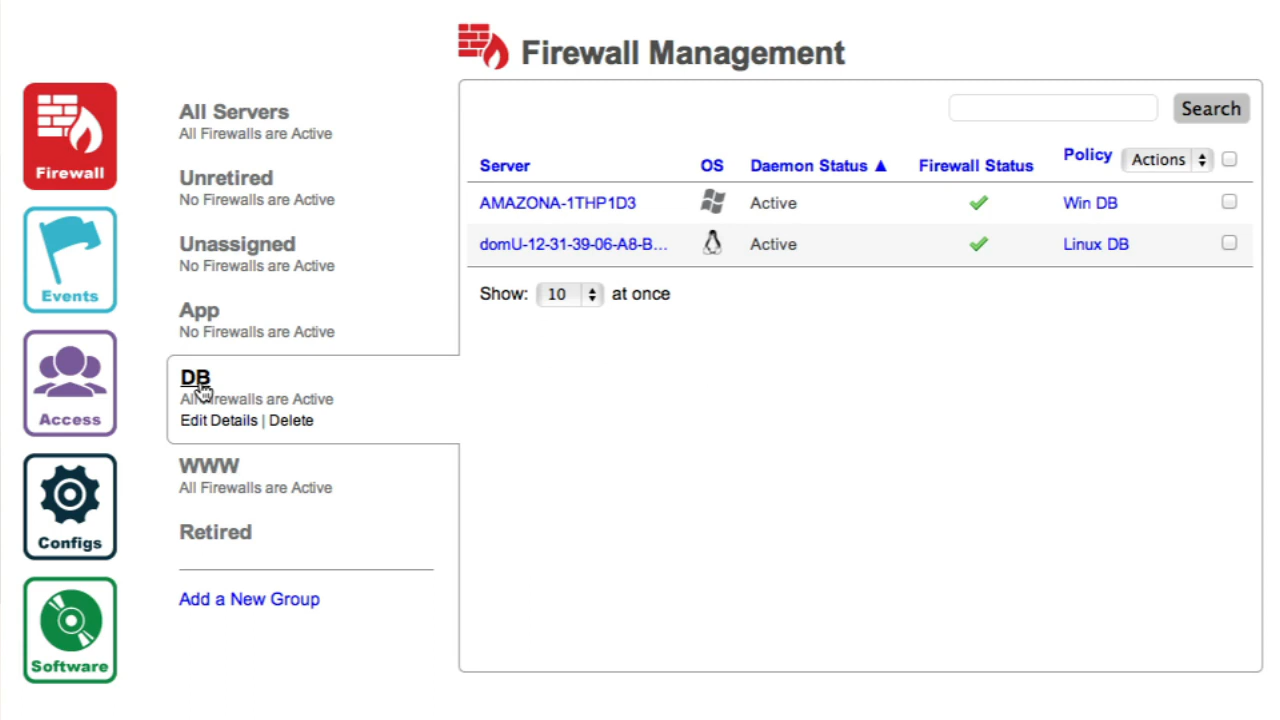 Firewall Management
Firewall
Events
Access
Configs
Software
All Servers
All Firewalls are Active
Unretired
No Firewalls are Active
Unassigned
No Firewalls are Active
App
No Firewalls are Active
DB
All Firewalls are Active
Edit Details | Delete
WWW
All Firewalls are Active
Retired
Add a New Group
Search
Server OS Daemon Status ▲ Firewall Status Policy Actions
AMAZONA-1THP1D3 Active Win DB
domU-12-31-39-06-A8-B... Active Linux DB
Show: 10 at once